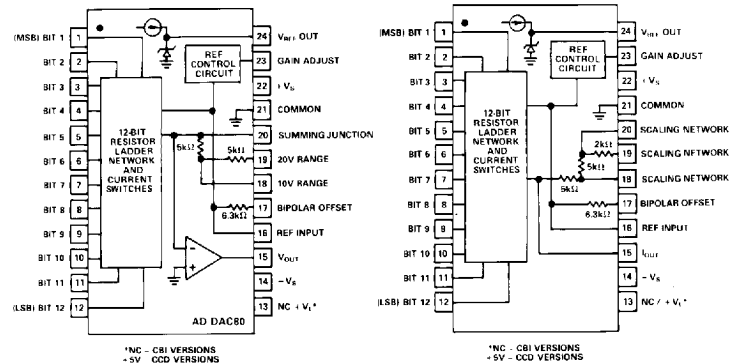 (MSB) BIT 1 1
BIT 2 2
BIT 3 3
BIT 4 4
BIT 5 5
BIT 6 6
BIT 7 7
BIT 8 8
BIT 9 9
BIT 10 10
BIT 11 11
(LSB) BIT 12 12
12-BIT
RESISTOR
LADDER
NETWORK
AND
CURRENT
SWITCHES
REF
CONTROL
CIRCUIT
5kΩ
5kΩ
6.3kΩ
24 VREF OUT
23 GAIN ADJUST
22 +VS
21 COMMON
20 SUMMING JUNCTION
19 20V RANGE
18 10V RANGE
17 BIPOLAR OFFSET
16 REF INPUT
15 VOUT
14 -VS
13 NC + VL*
AD DAC80
*NC - CBI VERSIONS
+5V - CCD VERSIONS
(MSB) BIT 1 1
BIT 2 2
BIT 3 3
BIT 4 4
BIT 5 5
BIT 6 6
BIT 7 7
BIT 8 8
BIT 9 9
BIT 10 10
BIT 11 11
(LSB) BIT 12 12
12-BIT
RESISTOR
LADDER
NETWORK
AND
CURRENT
SWITCHES
REF
CONTROL
CIRCUIT
2kΩ
5kΩ
5kΩ
6.3kΩ
24 VREF OUT
23 GAIN ADJUST
22 +VS
21 COMMON
20 SCALING NETWORK
19 SCALING NETWORK
18 SCALING NETWORK
17 BIPOLAR OFFSET
16 REF INPUT
15 IOUT
14 -VS
13 NC / +VL*
*NC - CBI VERSIONS
+5V - CCD VERSIONS